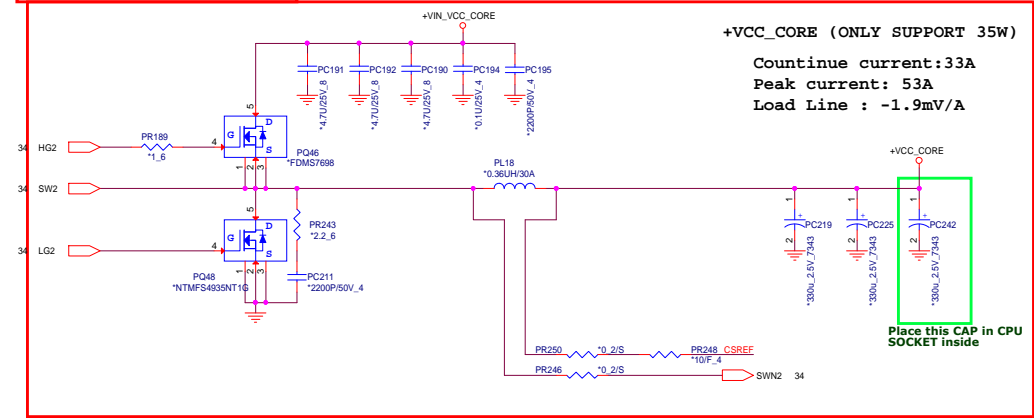 +VIN_VCC_CORE
+VCC_CORE (ONLY SUPPORT 35W)
Countinue current:33A
Peak current: 53A
Load Line : -1.9mV/A
PC191
*4.7U/25V_8
PC192
*4.7U/25V_8
PC190
*4.7U/25V_8
PC194
*0.1U/25V_4
PC195
*2200P/50V_4
34 HG2
PR189
*1_6
4
5
G
D
S
1
2
3
PQ46
*FDMS7698
34 SW2
PL18
*0.36UH/30A
+VCC_CORE
34 LG2
4
5
G
D
S
1
2
3
PQ48
*NTMFS4935NT1G
PR243
*2.2_6
PC211
*2200P/50V_4
1
+
2
PC219
*330u_2.5V_7343
1
+
2
PC225
*330u_2.5V_7343
1
+
2
PC242
*330u_2.5V_7343
Place this CAP in CPU
SOCKET inside
PR250
*0_2/S
PR248
*10/F_4
CSREF
PR246
*0_2/S
SWN2 34